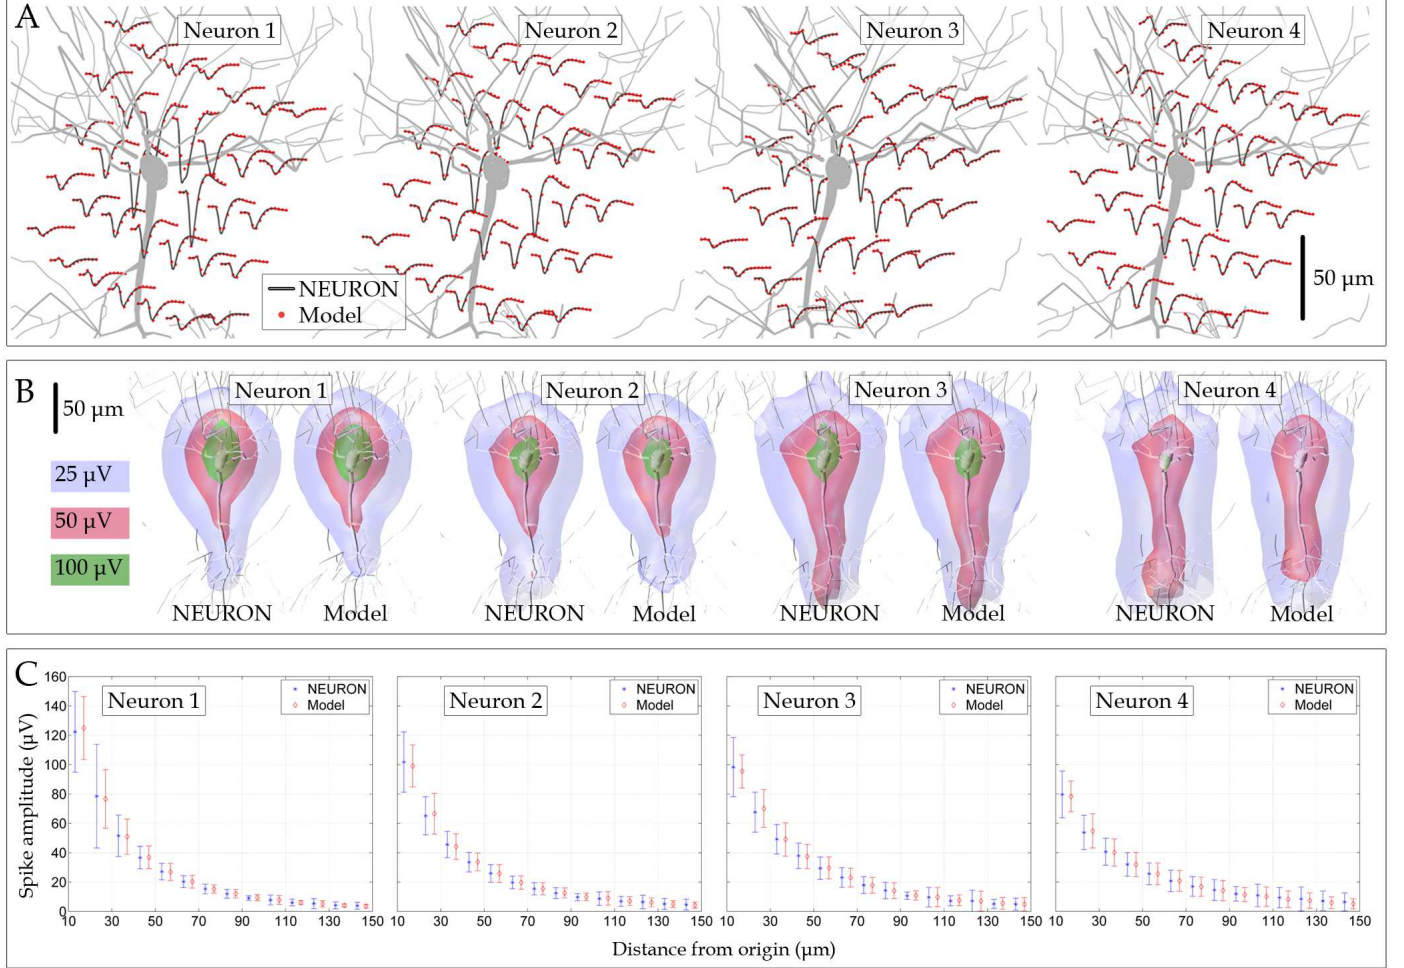 A
Neuron 1
Neuron 2
Neuron 3
Neuron 4
NEURON
Model
50 µm
B
50 µm
Neuron 1
Neuron 2
Neuron 3
Neuron 4
25 µV
50 µV
100 µV
NEURON Model NEURON Model NEURON Model NEURON Model
C
Spike amplitude (µV)
160
140
120
100
80
60
40
20
0
Neuron 1
NEURON
Model
Neuron 2
NEURON
Model
Neuron 3
NEURON
Model
Neuron 4
NEURON
Model
10 30 50 70 90 110 130 150
10 30 50 70 90 110 130 150
10 30 50 70 90 110 130 150
10 30 50 70 90 110 130 150
Distance from origin (µm)